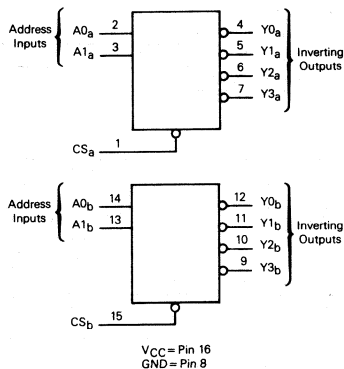 Address
Inputs
A0a 2
A1a 3
4 Y0a
5 Y1a
6 Y2a
7 Y3a
Inverting
Outputs
CSa 1
Address
Inputs
A0b 14
A1b 13
12 Y0b
11 Y1b
10 Y2b
9 Y3b
Inverting
Outputs
CSb 15
VCC = Pin 16
GND = Pin 8